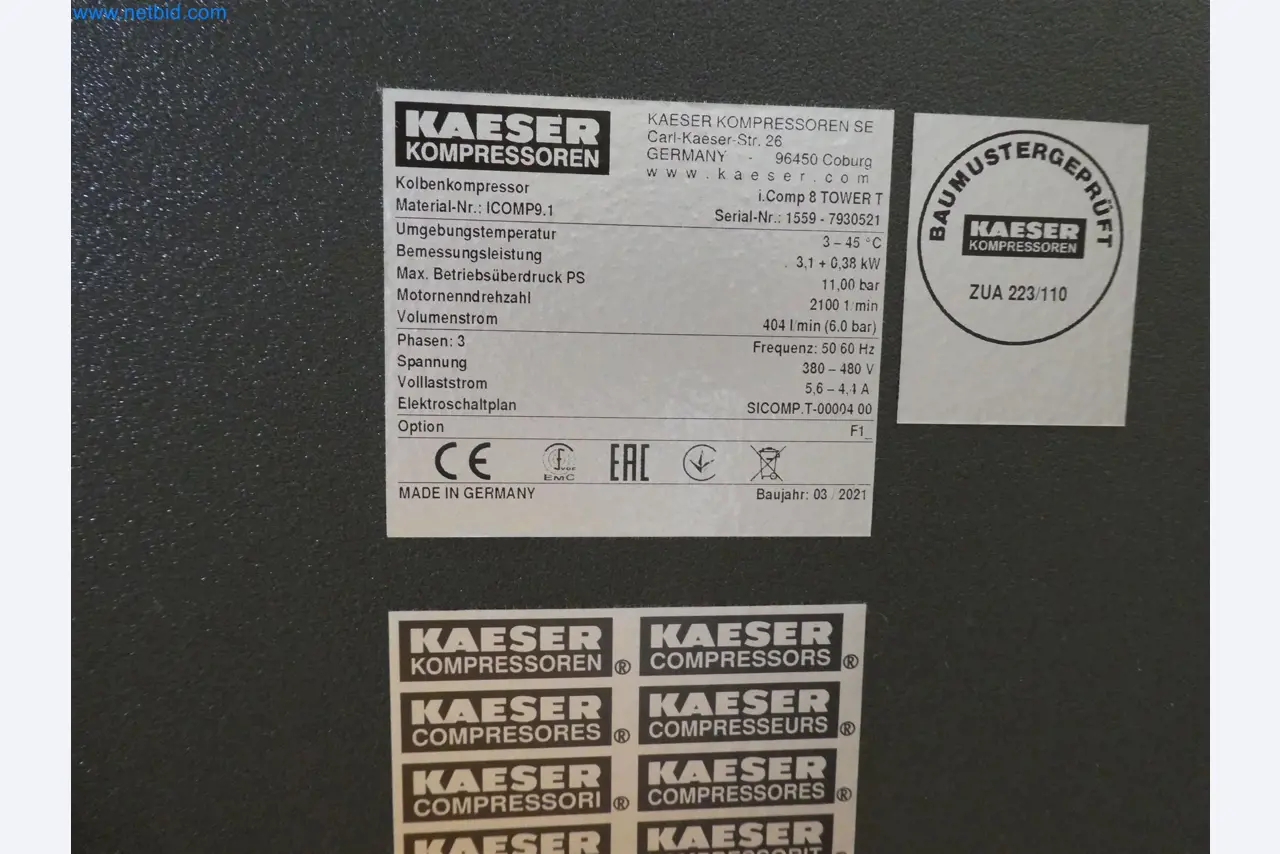 www.netbid.com
KAESER
KOMPRESSOREN
KAESER KOMPRESSOREN SE
Carl-Kaeser-Str. 26
GERMANY - 96450 Coburg
www.kaeser.com
Kolbenkompressor i.Comp 8 TOWER T
Material-Nr.: ICOMP9.1 Serial-Nr.: 1559 - 7930521
Umgebungstemperatur 3 – 45 °C
Bemessungsleistung 3,1 + 0,38 kW
Max. Betriebsüberdruck PS 11,00 bar
Motornenndrehzahl 2100 1/min
Volumenstrom 404 l/min (6.0 bar)
Phasen: 3 Frequenz: 50 60 Hz
Spannung 380 – 480 V
Volllaststrom 5,6 – 4,4 A
Elektroschaltplan SICOMP.T-00004 00
Option F1_
CE EMC EAC
MADE IN GERMANY Baujahr: 03 / 2021
BAUMUSTERGEPRÜFT
KAESER
KOMPRESSOREN
ZUA 223/110
KAESER
KOMPRESSOREN ®
KAESER
COMPRESSORS ®
KAESER
COMPRESORES ®
KAESER
COMPRESSEURS ®
KAESER
COMPRESSORI ®
KAESER
COMPRESSORES ®
KAESER
KAESER